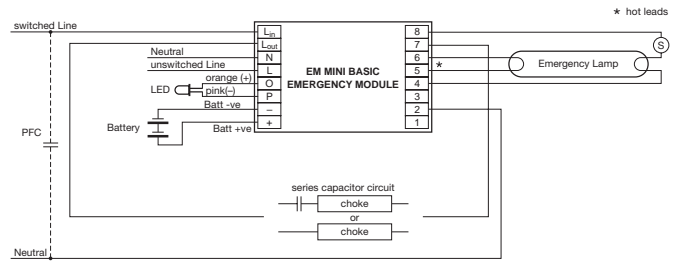 * hot leads
switched Line
Lin
Lout
Neutral
N
unswitched Line
L
orange (+)
O
LED
pink(–)
P
Batt -ve
–
Battery
Batt +ve
+
EM MINI BASIC
EMERGENCY MODULE
8
7
6
5
4
3
2
1
*
S
Emergency Lamp
PFC
series capacitor circuit
choke
or
choke
Neutral